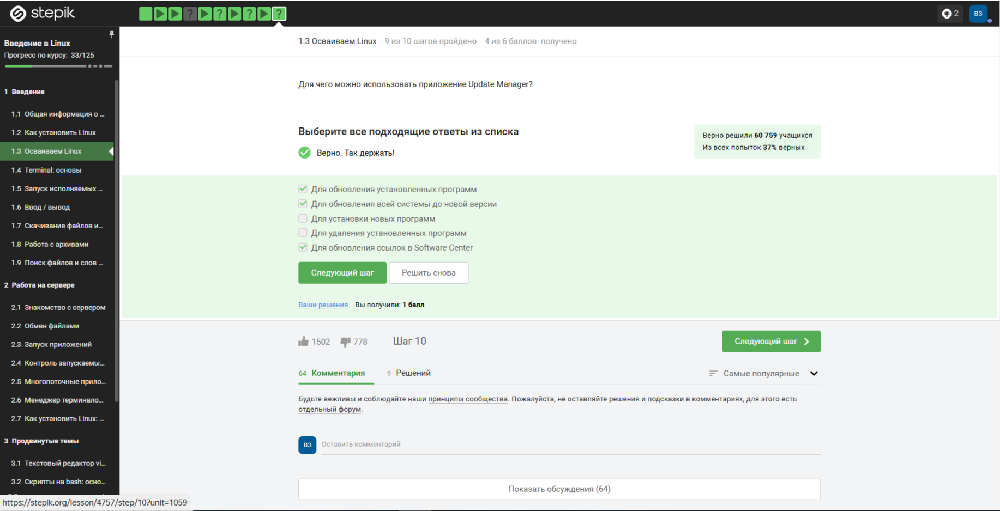 stepik
2
ВЗ
Введение в Linux
Прогресс по курсу: 33/125
1 Введение
1.1 Общая информация о ...
1.2 Как установить Linux
1.3 Осваиваем Linux
1.4 Terminal: основы
1.5 Запуск исполняемых ...
1.6 Ввод / вывод
1.7 Скачивание файлов и...
1.8 Работа с архивами
1.9 Поиск файлов и слов ...
2 Работа на сервере
2.1 Знакомство с сервером
2.2 Обмен файлами
2.3 Запуск приложений
2.4 Контроль запускаемы...
2.5 Многопоточные прило...
2.6 Менеджер терминало...
2.7 Как установить Linux: ...
3 Продвинутые темы
3.1 Текстовый редактор vi...
3.2 Скрипты на bash: осно...
https://stepik.org/lesson/4757/step/10?unit=1059
1.3 Осваиваем Linux 9 из 10 шагов пройдено 4 из 6 баллов получено
Для чего можно использовать приложение Update Manager?
Выберите все подходящие ответы из списка
Верно. Так держать!
Верно решили 60 759 учащихся
Из всех попыток 37% верных
Для обновления установленных программ
Для обновления всей системы до новой версии
Для установки новых программ
Для удаления установленных программ
Для обновления ссылок в Software Center
Следующий шаг Решить снова
Ваши решения Вы получили: 1 балл
1502 778 Шаг 10 Следующий шаг
64 Комментария 9 Решений Самые популярные
Будьте вежливы и соблюдайте наши принципы сообщества. Пожалуйста, не оставляйте решения и подсказки в комментариях, для этого есть
отдельный форум.
ВЗ Оставить комментарий
Показать обсуждения (64)